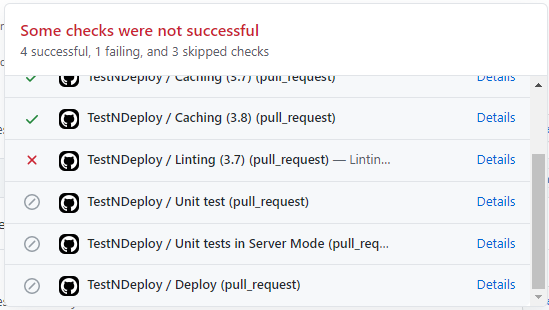 Some checks were not successful
4 successful, 1 failing, and 3 skipped checks
TestNDeploy / Caching (3.7) (pull_request) Details
TestNDeploy / Caching (3.8) (pull_request) Details
TestNDeploy / Linting (3.7) (pull_request) — Lintin... Details
TestNDeploy / Unit test (pull_request) Details
TestNDeploy / Unit tests in Server Mode (pull_req... Details
TestNDeploy / Deploy (pull_request) Details